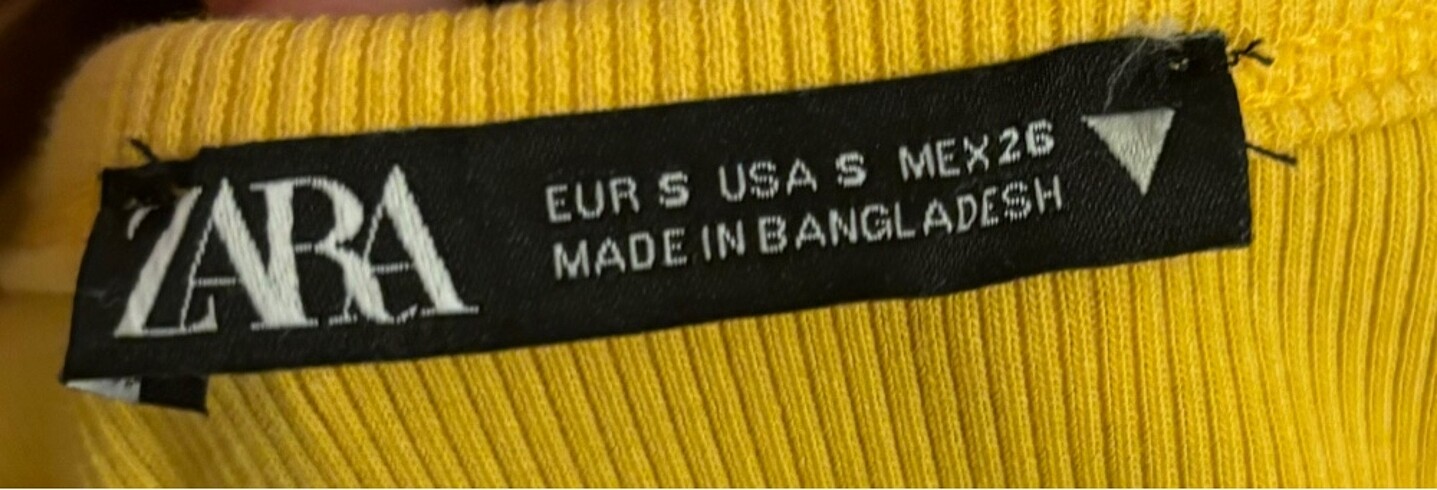 ZARA
EUR S USA S MEX 26
MADE IN BANGLADESH